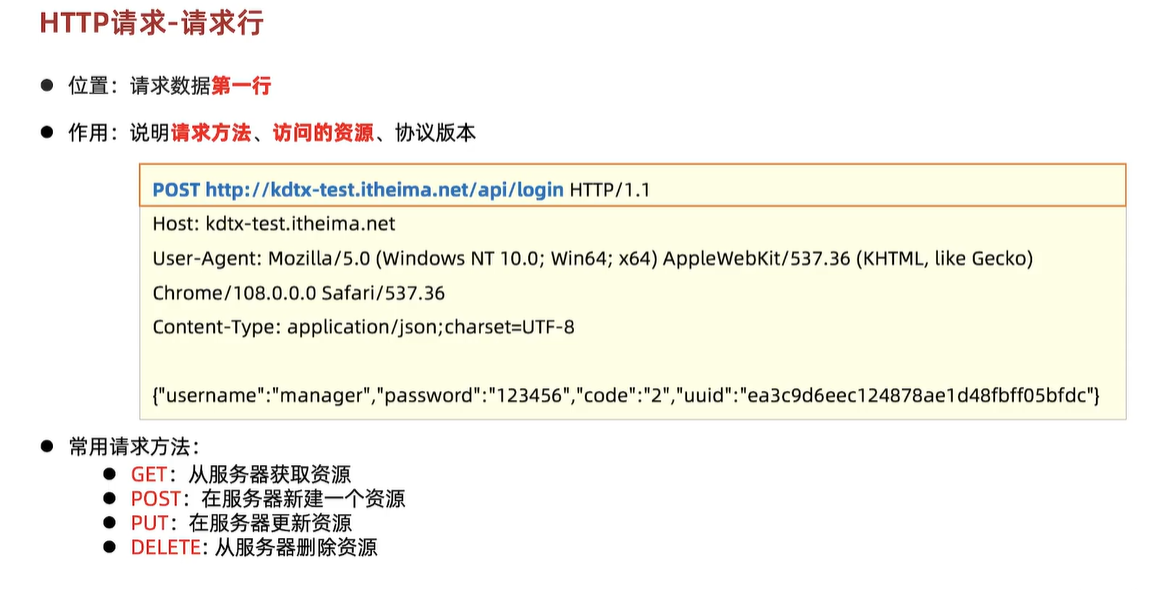 HTTP请求-请求行
● 位置：请求数据第一行
● 作用：说明请求方法、访问的资源、协议版本
POST http://kdtx-test.itheima.net/api/login HTTP/1.1
Host: kdtx-test.itheima.net
User-Agent: Mozilla/5.0 (Windows NT 10.0; Win64; x64) AppleWebKit/537.36 (KHTML, like Gecko)
Chrome/108.0.0.0 Safari/537.36
Content-Type: application/json;charset=UTF-8
{"username":"manager","password":"123456","code":"2","uuid":"ea3c9d6eec124878ae1d48fbff05bfdc"}
● 常用请求方法：
● GET：从服务器获取资源
● POST：在服务器新建一个资源
● PUT：在服务器更新资源
● DELETE: 从服务器删除资源